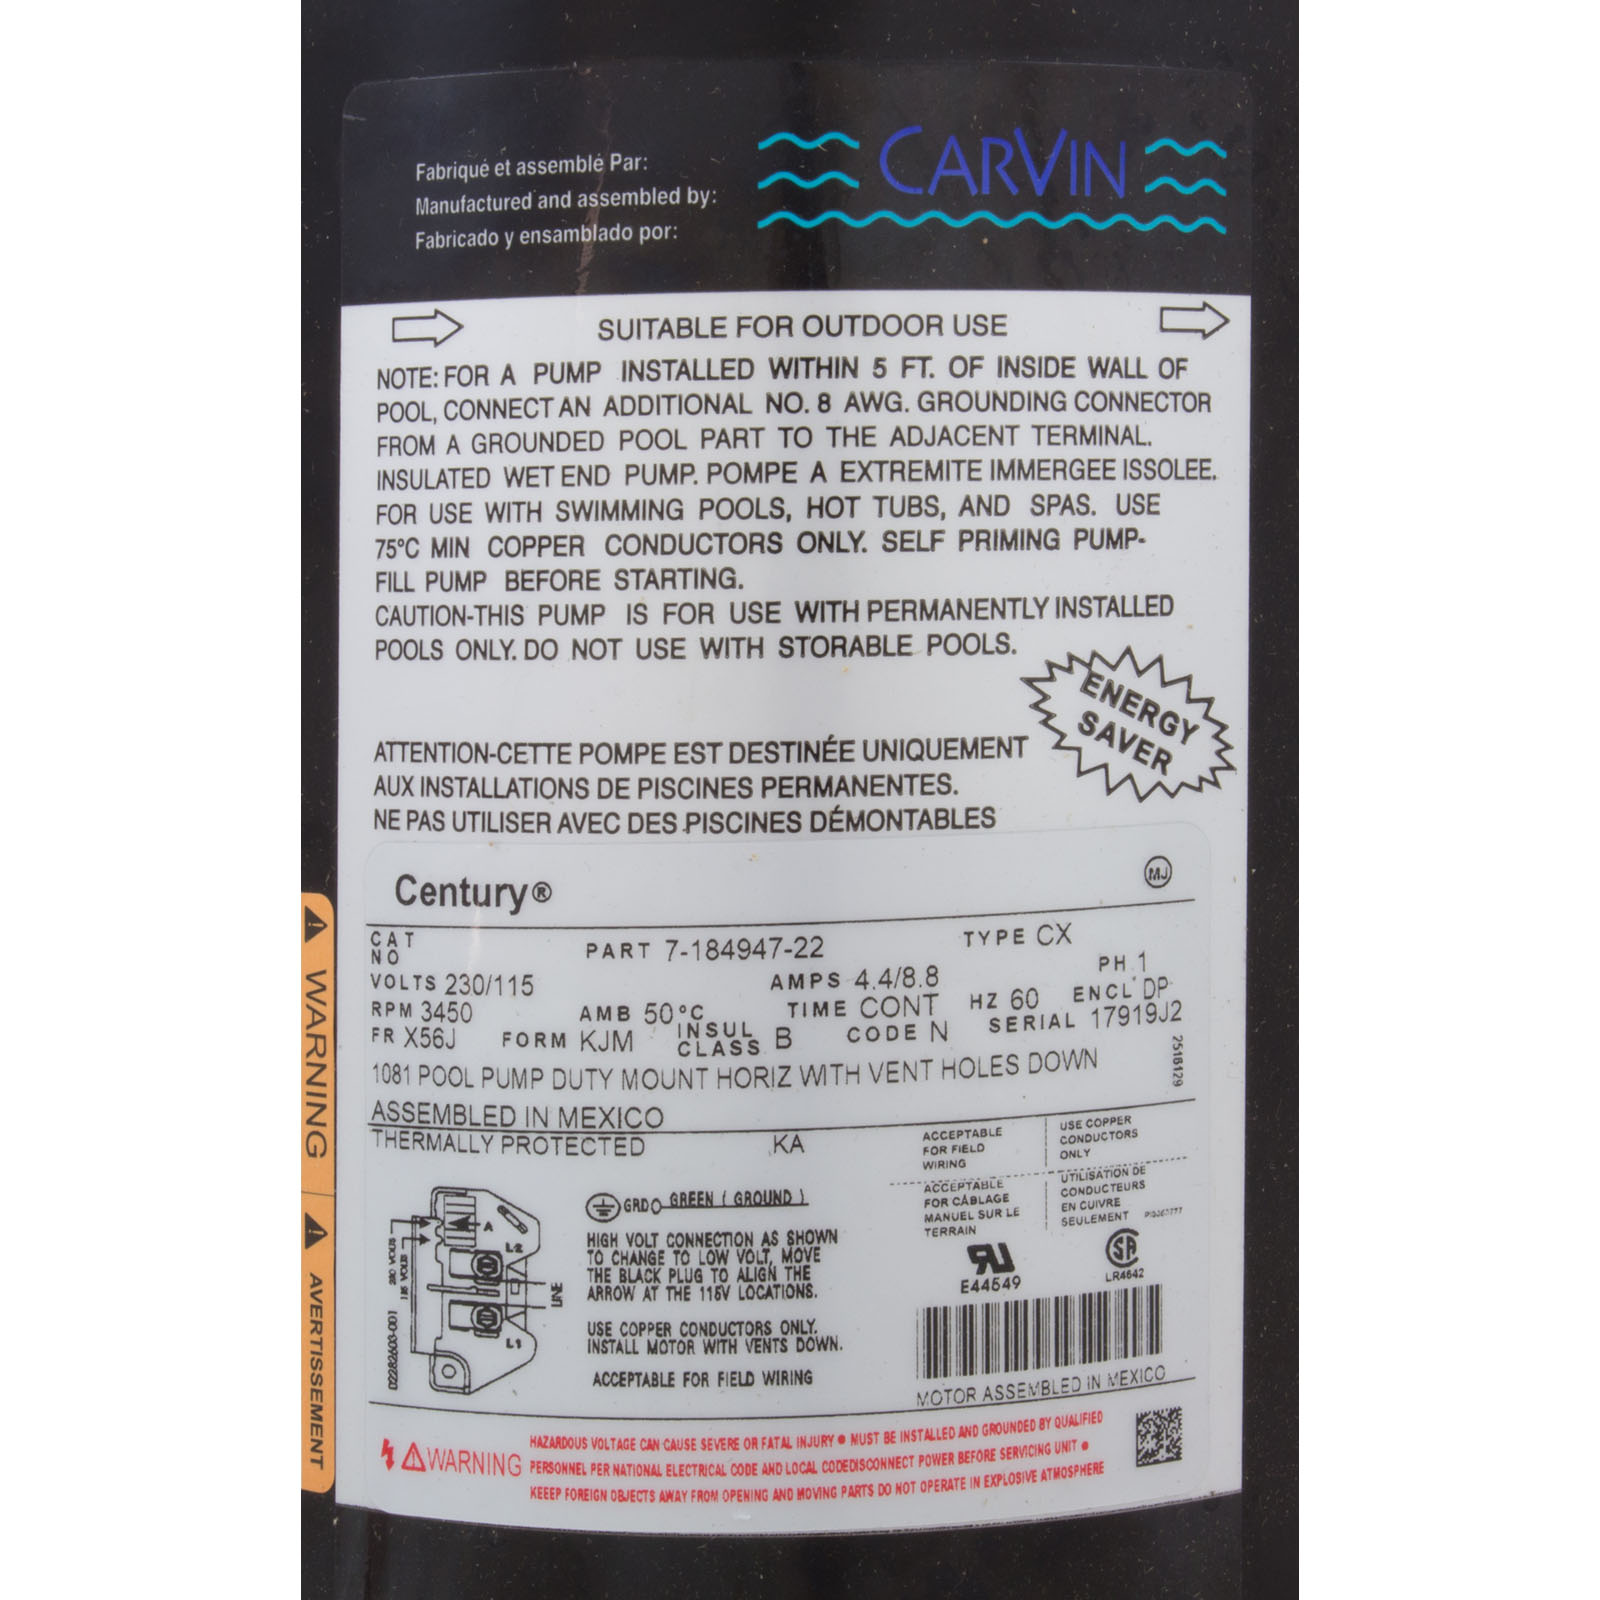 CARVIN
Fabriqué et assemblé Par:
Manufactured and assembled by:
Fabricado y ensamblado por:
SUITABLE FOR OUTDOOR USE
NOTE: FOR A PUMP INSTALLED WITHIN 5 FT. OF INSIDE WALL OF
POOL, CONNECT AN ADDITIONAL NO. 8 AWG. GROUNDING CONNECTOR
FROM A GROUNDED POOL PART TO THE ADJACENT TERMINAL.
INSULATED WET END PUMP. POMPE A EXTREMITE IMMERGEE ISSOLEE.
FOR USE WITH SWIMMING POOLS, HOT TUBS, AND SPAS. USE
75°C MIN COPPER CONDUCTORS ONLY. SELF PRIMING PUMP-
FILL PUMP BEFORE STARTING.
CAUTION-THIS PUMP IS FOR USE WITH PERMANENTLY INSTALLED
POOLS ONLY. DO NOT USE WITH STORABLE POOLS.
ENERGY
SAVER
ATTENTION-CETTE POMPE EST DESTINÉE UNIQUEMENT
AUX INSTALLATIONS DE PISCINES PERMANENTES.
NE PAS UTILISER AVEC DES PISCINES DÉMONTABLES
Century® MJ
CAT NO PART 7-184947-22 TYPE CX
VOLTS 230/115 AMPS 4.4/8.8 PH 1
RPM 3450 AMB 50°C TIME CONT HZ 60 ENCL DP
FR X56J FORM KJM INSUL CLASS B CODE N SERIAL 17919J2
1081 POOL PUMP DUTY MOUNT HORIZ WITH VENT HOLES DOWN
2516129
ASSEMBLED IN MEXICO
THERMALLY PROTECTED KA
ACCEPTABLE
FOR FIELD
WIRING
USE COPPER
CONDUCTORS
ONLY
ACCEPTABLE
FOR CÂBLAGE
MANUEL SUR LE
TERRAIN
UTILISATION DE
CONDUCTEURS
EN CUIVRE
SEULEMENT
GRD GREEN ( GROUND )
HIGH VOLT CONNECTION AS SHOWN
TO CHANGE TO LOW VOLT, MOVE
THE BLACK PLUG TO ALIGN THE
ARROW AT THE 115V LOCATIONS.
USE COPPER CONDUCTORS ONLY.
INSTALL MOTOR WITH VENTS DOWN.
ACCEPTABLE FOR FIELD WIRING
A
L2
L1
LINE
230 VOLTS
115 VOLTS
02282603-001
E44549
LR4642
MOTOR ASSEMBLED IN MEXICO
WARNING
HAZARDOUS VOLTAGE CAN CAUSE SEVERE OR FATAL INJURY ● MUST BE INSTALLED AND GROUNDED BY QUALIFIED
PERSONNEL PER NATIONAL ELECTRICAL CODE AND LOCAL CODEDISCONNECT POWER BEFORE SERVICING UNIT ●
KEEEP FOREIGN OBJECTS AWAY FROM OPENING AND MOVING PARTS DO NOT OPERATE IN EXPLOSIVE ATMOSPHERE
WARNING
AVERTISSEMENT